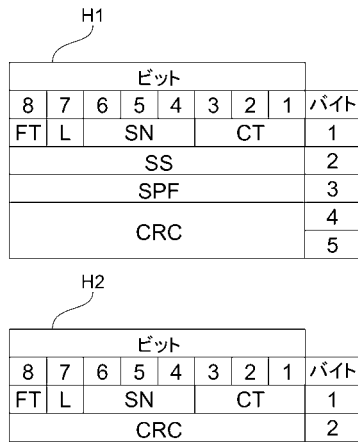 H1
ビット
8 7 6 5 4 3 2 1 バイト
FT L SN CT 1
SS 2
SPF 3
CRC 4
5
H2
ビット
8 7 6 5 4 3 2 1 バイト
FT L SN CT 1
CRC 2